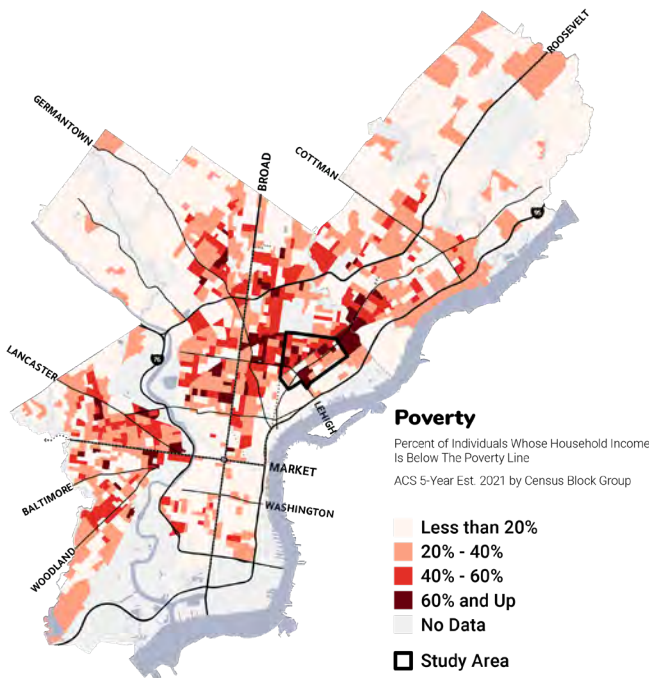 ROOSEVELT
GERMANTOWN
BROAD
COTTMAN
LANCASTER
76
LEHIGH
MARKET
BALTIMORE
WASHINGTON
WOODLAND
Poverty
Percent of Individuals Whose Household Income
Is Below The Poverty Line
ACS 5-Year Est. 2021 by Census Block Group
Less than 20%
20% - 40%
40% - 60%
60% and Up
No Data
Study Area